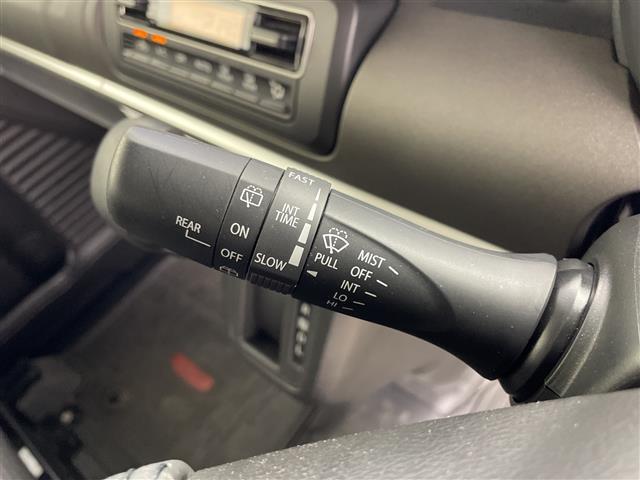 REAR
ON
OFF
FAST
INT
TIME
SLOW
PULL
MIST
OFF
INT
LO
HI